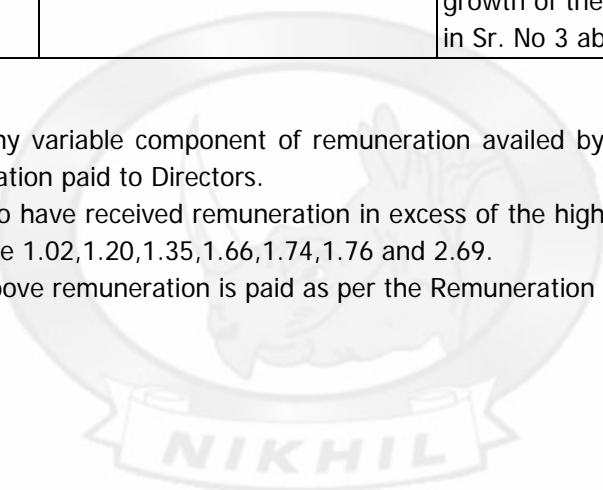 growth of the
in Sr. No 3 ab
ny variable component of remuneration availed by
ation paid to Directors.
o have received remuneration in excess of the high
e 1.02,1.20,1.35,1.66,1.74,1.76 and 2.69.
ove remuneration is paid as per the Remuneration
NIKHIL